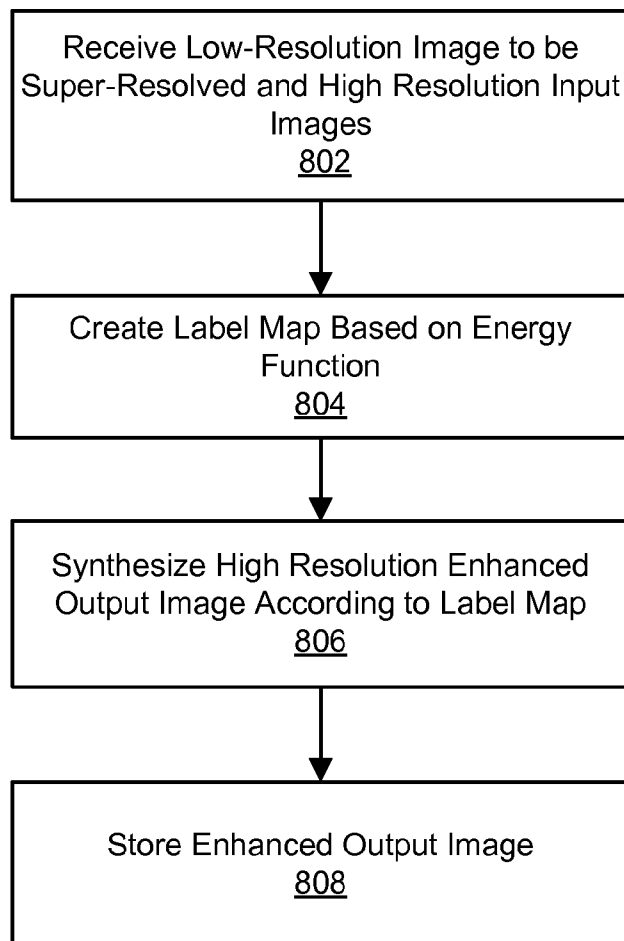 Receive Low-Resolution Image to be
Super-Resolved and High Resolution Input
Images
802
Create Label Map Based on Energy
Function
804
Synthesize High Resolution Enhanced
Output Image According to Label Map
806
Store Enhanced Output Image
808